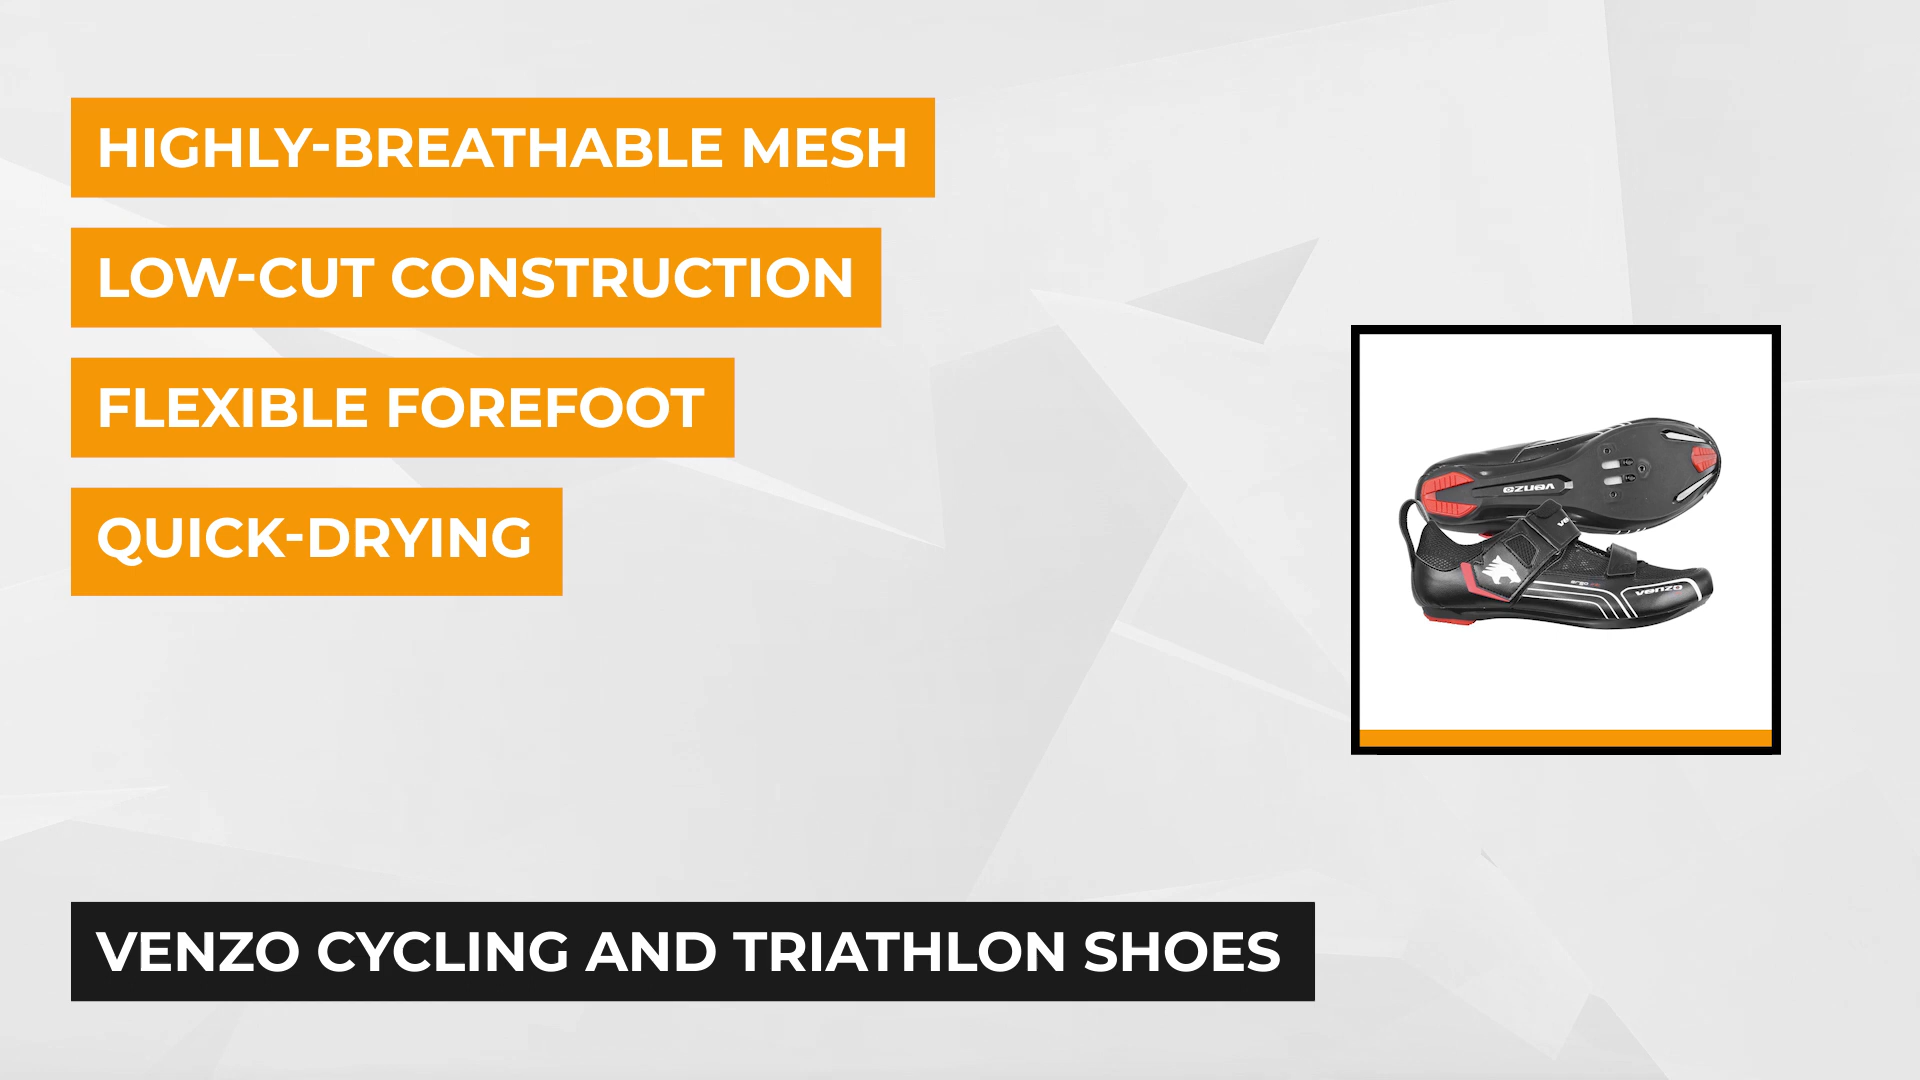 HIGHLY-BREATHABLE MESH
LOW-CUT CONSTRUCTION
FLEXIBLE FOREFOOT
QUICK-DRYING
venzo
venzo
VENZO CYCLING AND TRIATHLON SHOES